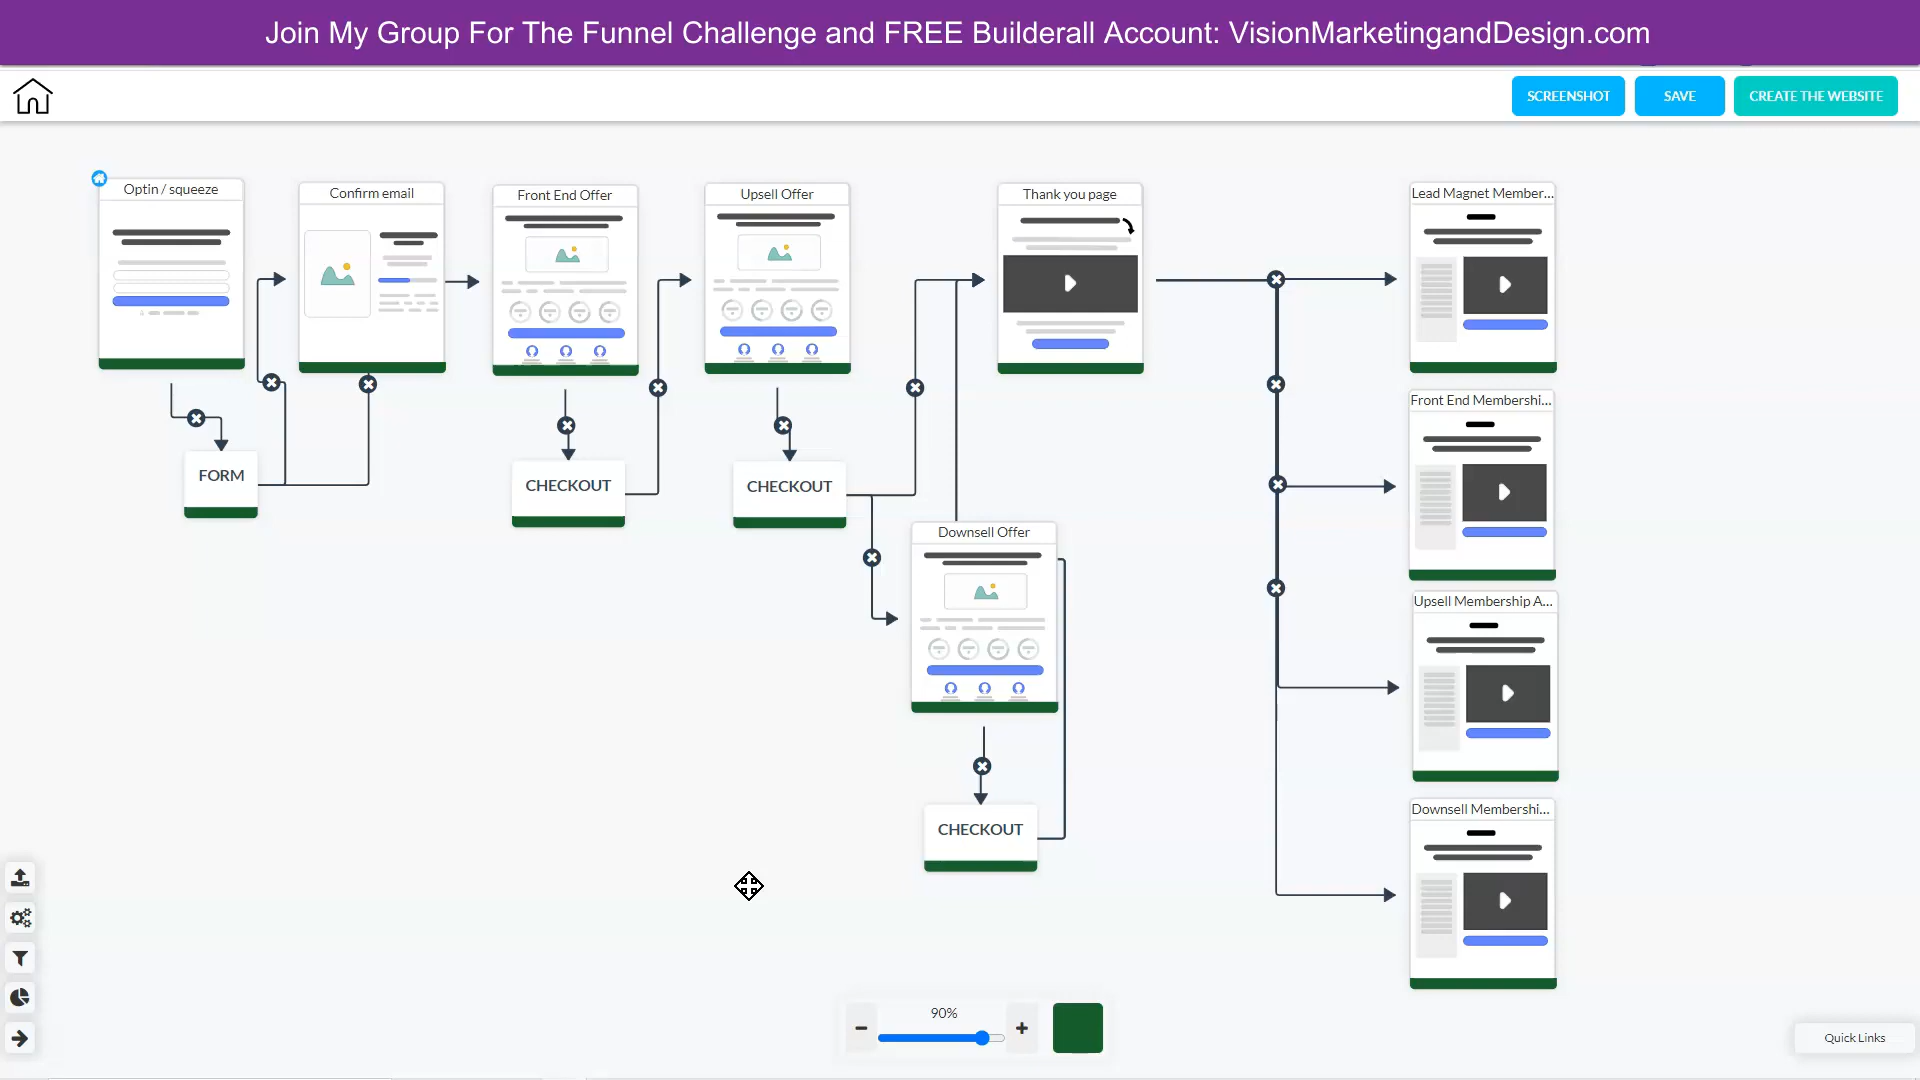 Join My Group For The Funnel Challenge and FREE Builderall Account: VisionMarketingandDesign.com
SCREENSHOT
SAVE
CREATE THE WEBSITE
Optin / squeeze
Confirm email
Front End Offer
Upsell Offer
Thank you page
Lead Magnet Member...
Front End Membershi...
FORM
CHECKOUT
CHECKOUT
Downsell Offer
Upsell Membership A...
Downsell Membershi...
CHECKOUT
90%
Quick Links